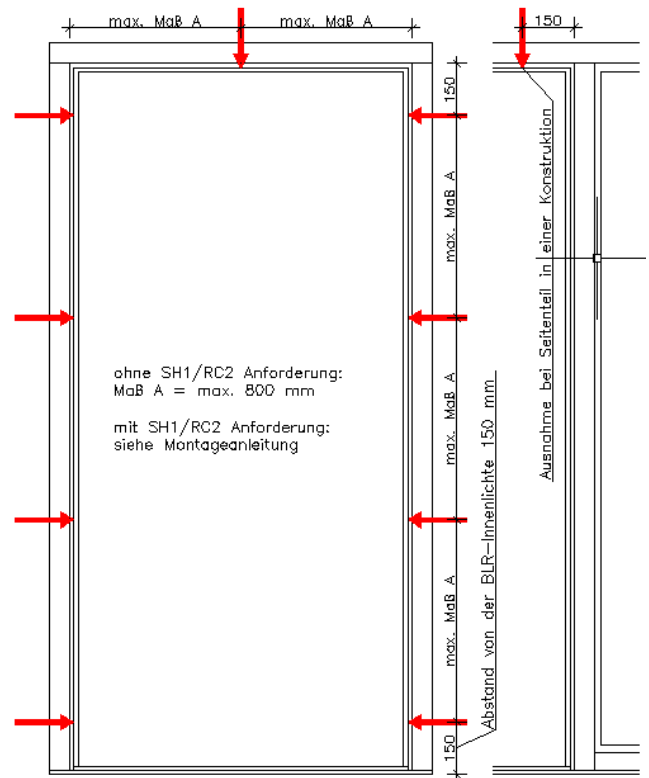 max. Maß A
max. Maß A
150
150
max. Maß A
max. Maß A
max. Maß A
150
ohne SH1/RC2 Anforderung:
Maß A = max. 800 mm
mit SH1/RC2 Anforderung:
siehe Montageanleitung
Abstand von der BLR-Innenlichte 150 mm
Ausnahme bei Seitenteil in einer Konstruktion